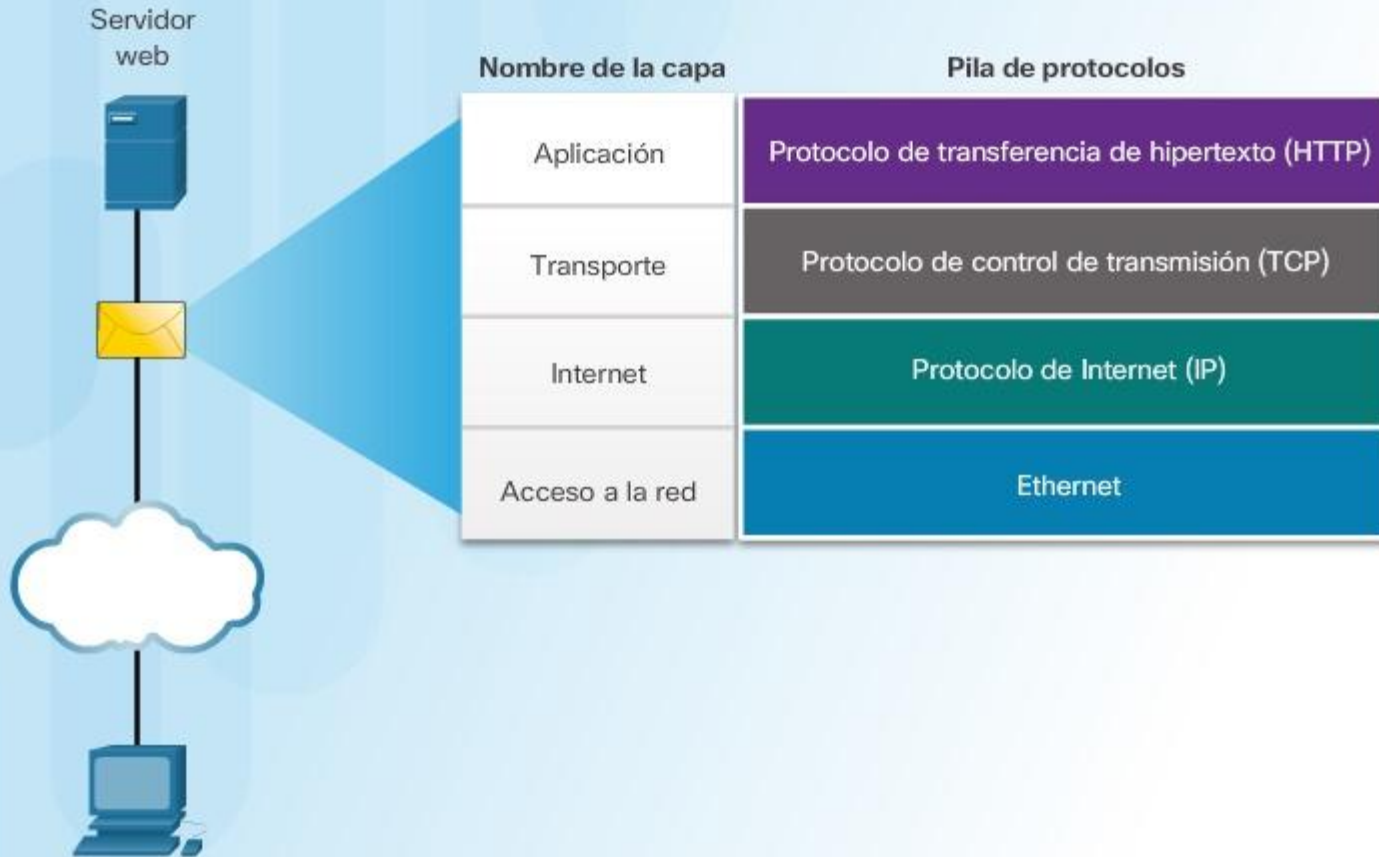 Servidor
web
Nombre de la capa
Pila de protocolos
Aplicación
Protocolo de transferencia de hipertexto (HTTP)
Transporte
Protocolo de control de transmisión (TCP)
Internet
Protocolo de Internet (IP)
Acceso a la red
Ethernet